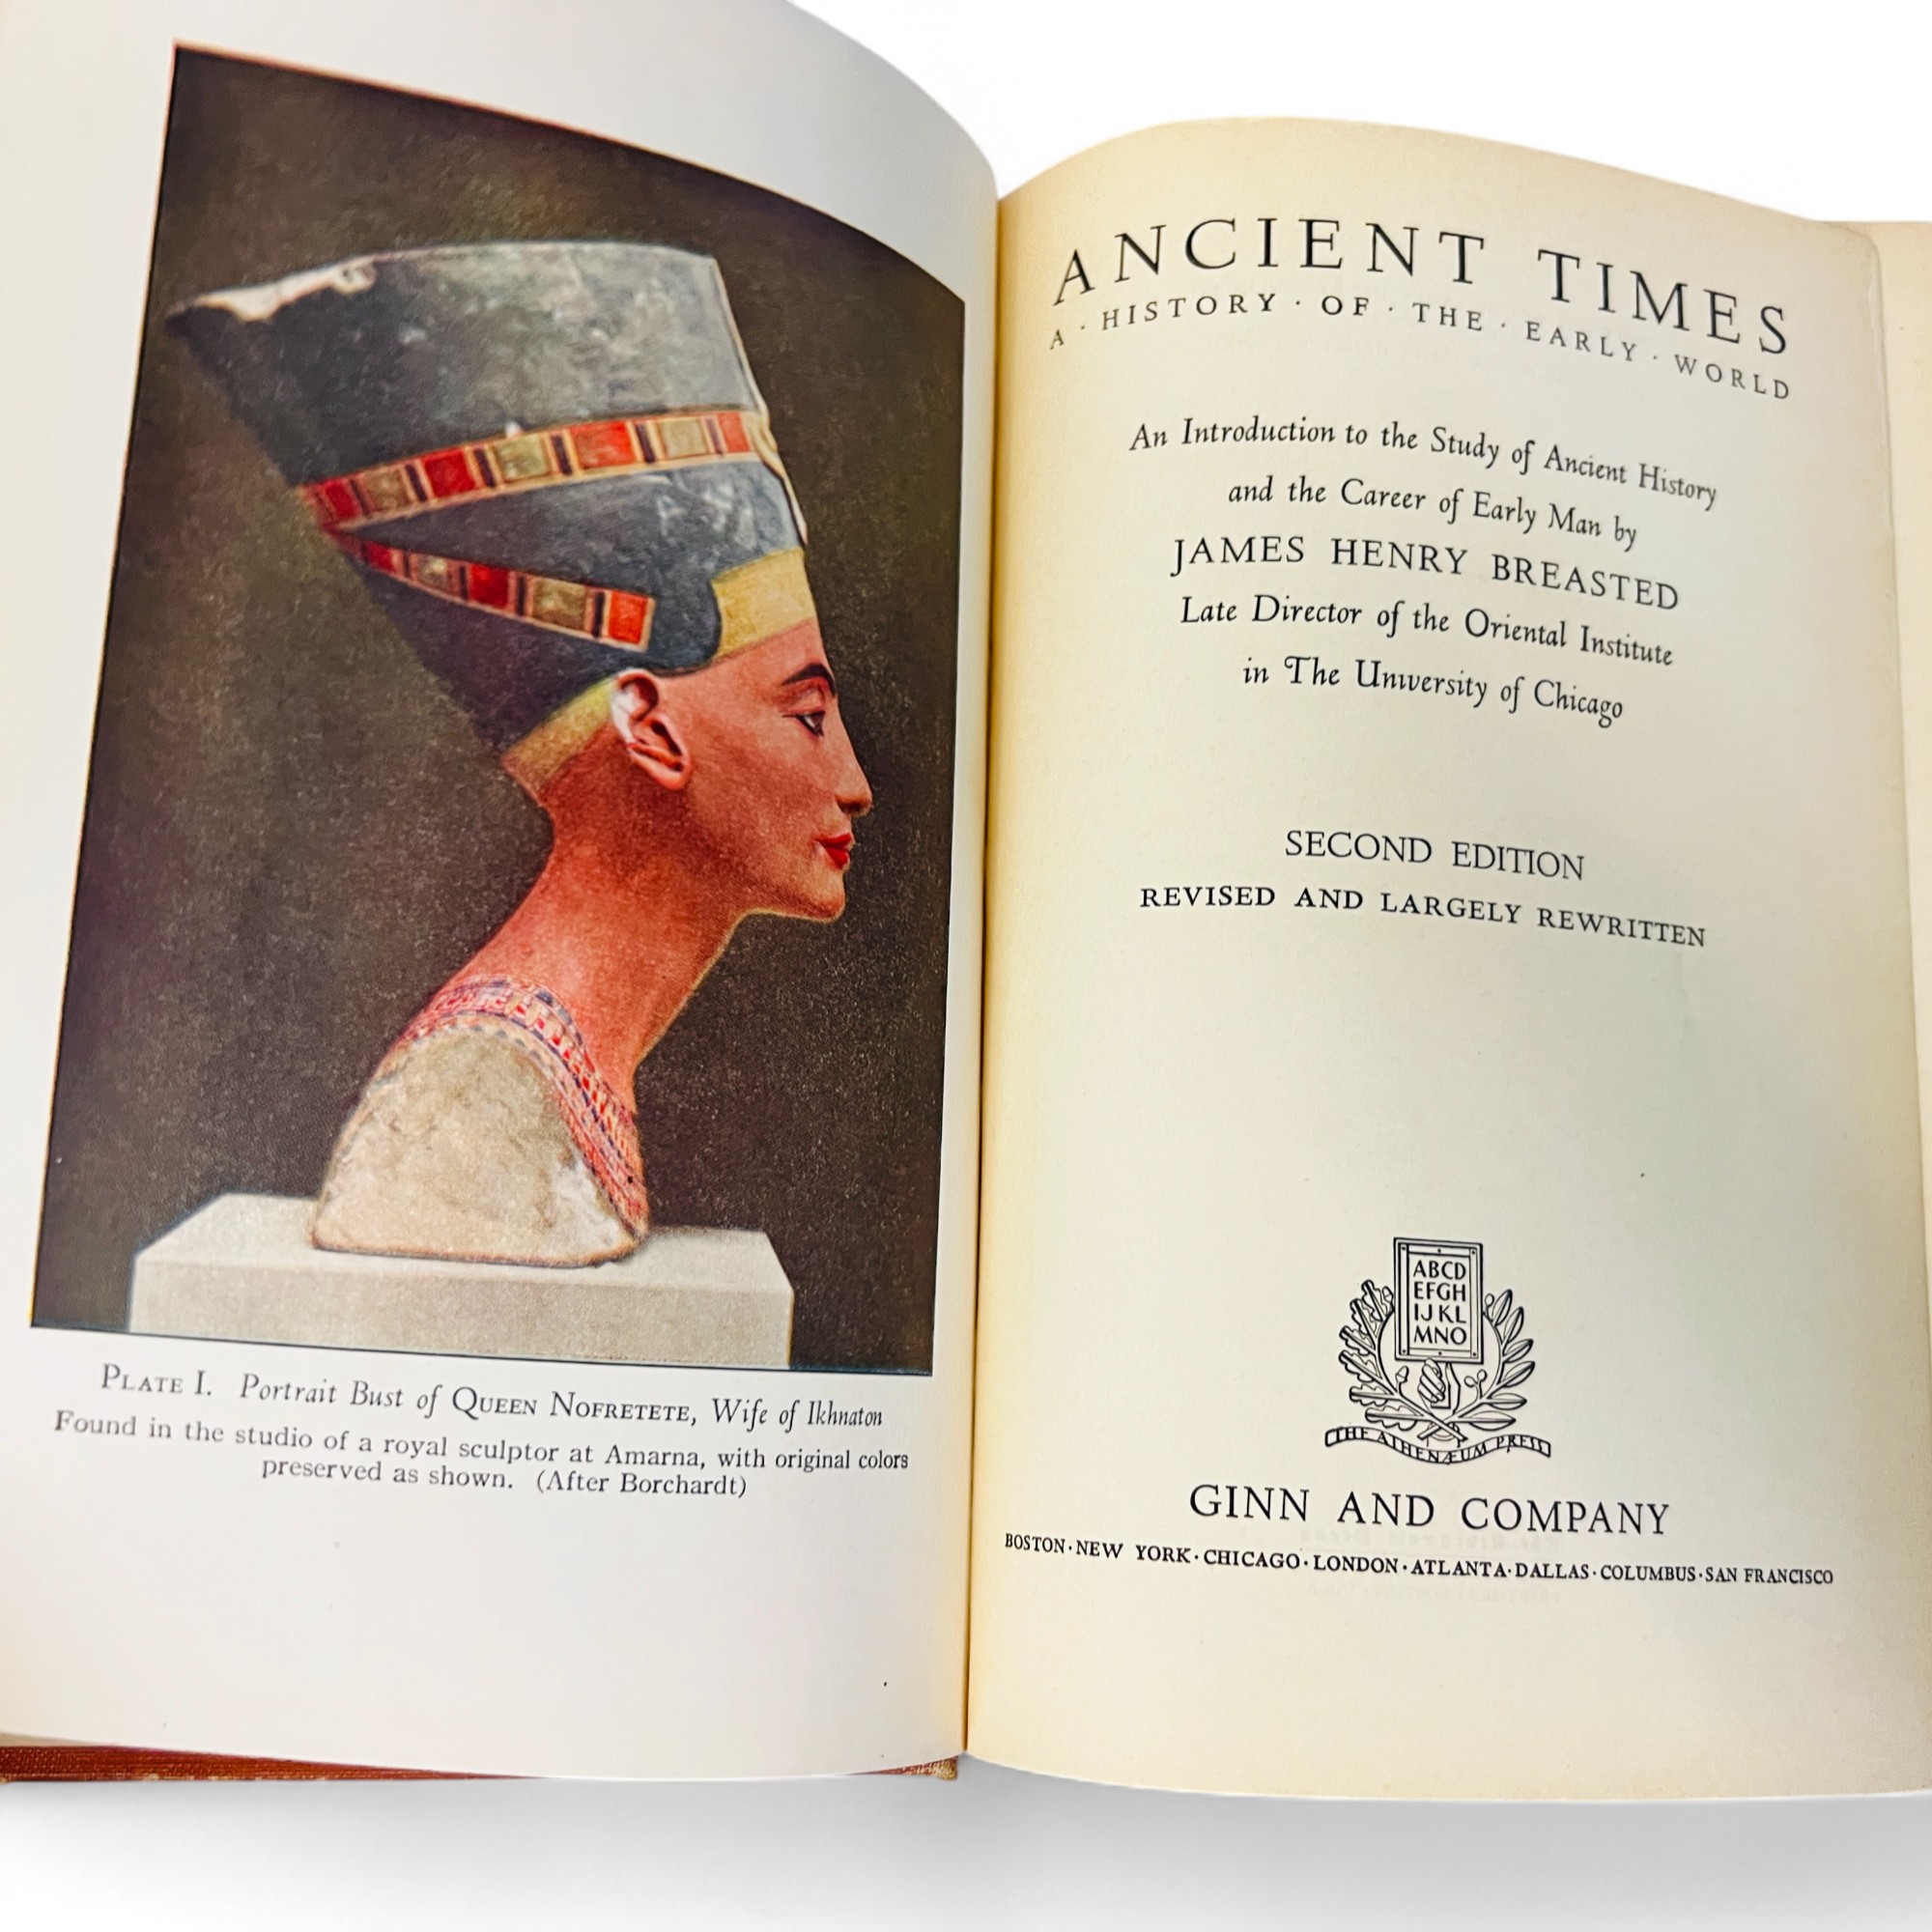 PLATE I. Portrait Bust of QUEEN NOFRETETE, Wife of Ikhnaton
Found in the studio of a royal sculptor at Amarna, with original colors
preserved as shown. (After Borchardt)
ANCIENT TIMES
A · HISTORY · OF · THE · EARLY · WORLD
An Introduction to the Study of Ancient History
and the Career of Early Man by
JAMES HENRY BREASTED
Late Director of the Oriental Institute
in The University of Chicago
SECOND EDITION
REVISED AND LARGELY REWRITTEN
ABCD
EFGH
IJKL
MNO
THE ATHENÆUM PRESS
GINN AND COMPANY
BOSTON · NEW YORK · CHICAGO · LONDON · ATLANTA · DALLAS · COLUMBUS · SAN FRANCISCO